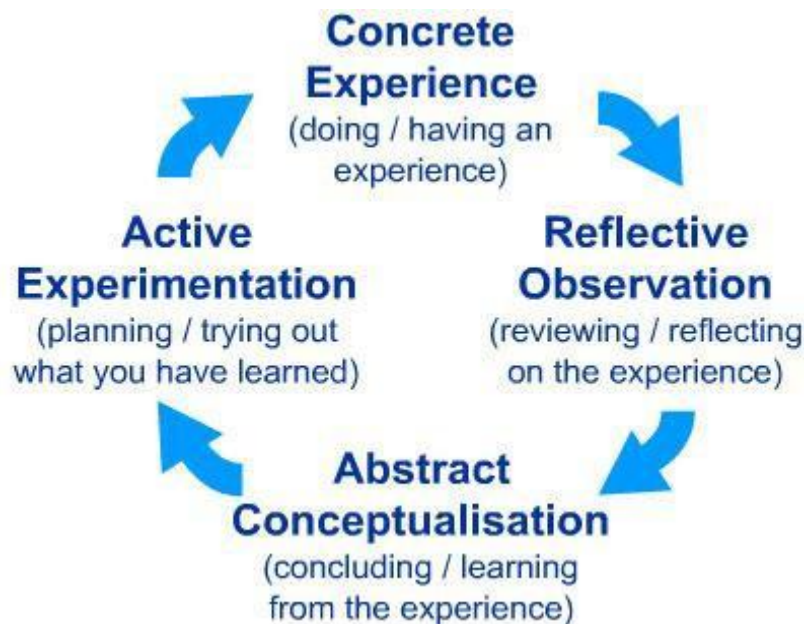 Concrete
Experience
(doing / having an
experience)
Reflective
Observation
(reviewing / reflecting
on the experience)
Abstract
Conceptualisation
(concluding / learning
from the experience)
Active
Experimentation
(planning / trying out
what you have learned)